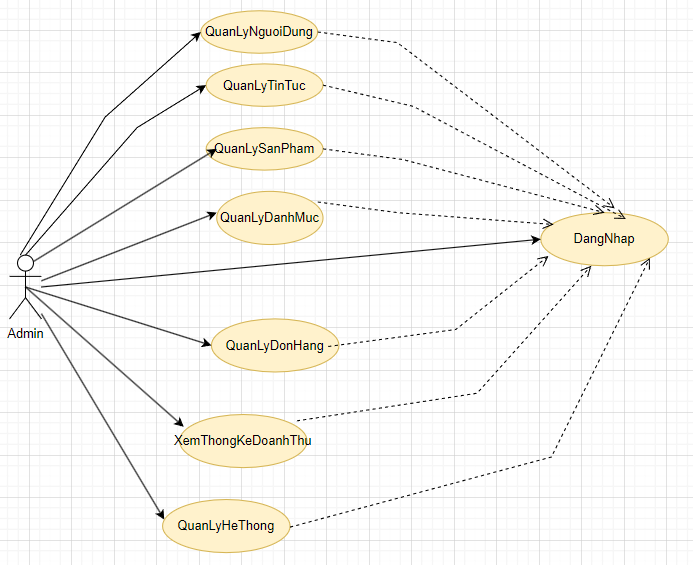 QuanLyNguoiDung
QuanLyTinTuc
QuanLySanPham
QuanLyDanhMuc
DangNhap
Admin
QuanLyDonHang
XemThongKeDoanhThu
QuanLyHeThong